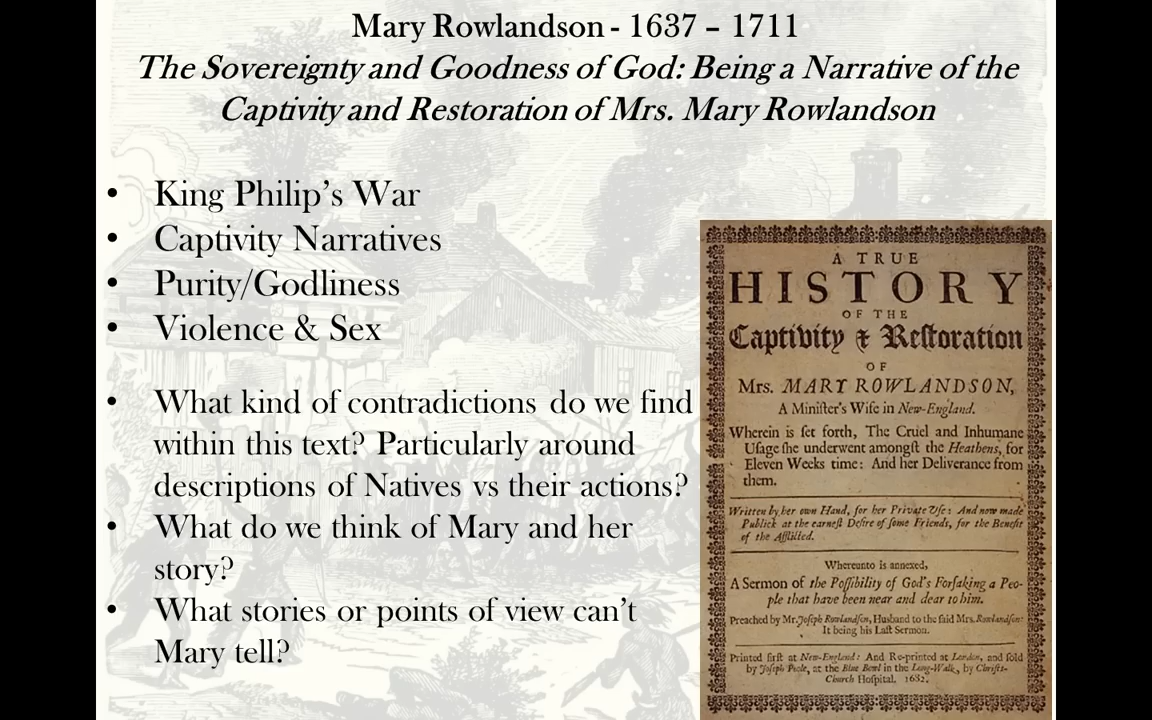 Mary Rowlandson - 1637 – 1711
The Sovereignty and Goodness of God: Being a Narrative of the
Captivity and Restoration of Mrs. Mary Rowlandson
• King Philip’s War
• Captivity Narratives
• Purity/Godliness
• Violence & Sex
• What kind of contradictions do we find
within this text? Particularly around
descriptions of Natives vs their actions?
• What do we think of Mary and her
story?
• What stories or points of view can’t
Mary tell?
A TRUE
HISTORY
OF THE
Captivity & Reſtoration
OF
Mrs. MARY ROWLANDSON,
A Miniſter's Wife in New-England.
Wherein is ſet forth, The Cruel and Inhumane
Uſage ſhe underwent amongſt the Heathens, for
Eleven Weeks time: And her Deliverance from
them.
Written by her own Hand, for her Private Uſe: And now made
Publick at the earneſt Deſire of ſome Friends, for the Benefit
of the Afflicted.
Whereunto is annexed,
A Sermon of the Poſſibility of God's Forſaking a Peo-
ple that have been near and dear to him.
Preached by Mr. Joſeph Rowlandſon, Husband to the ſaid Mrs. Rowlandſon:
It being his Laſt Sermon.
Printed firſt at New-England: And Re-printed at London, and ſold
by Joſeph Poole, at the Blue Bowl in the Long-Walk, by Chriſts-
Church Hoſpital. 1682.